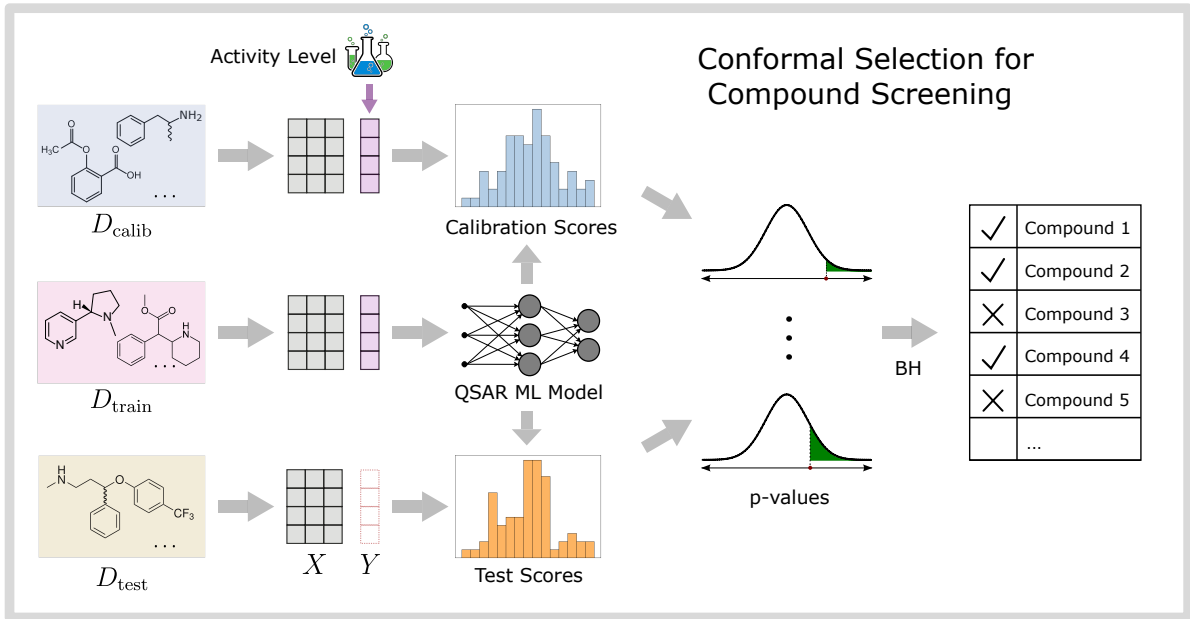 Activity Level
Conformal Selection for
Compound Screening
NH₂
O
H₃C
O
O
OH
...
D_calib
Calibration Scores
H
N
N
O
O
NH
...
D_train
QSAR ML Model
H
N
O
CF₃
...
D_test
X
Y
Test Scores
p-values
BH
Compound 1
Compound 2
Compound 3
Compound 4
Compound 5
...